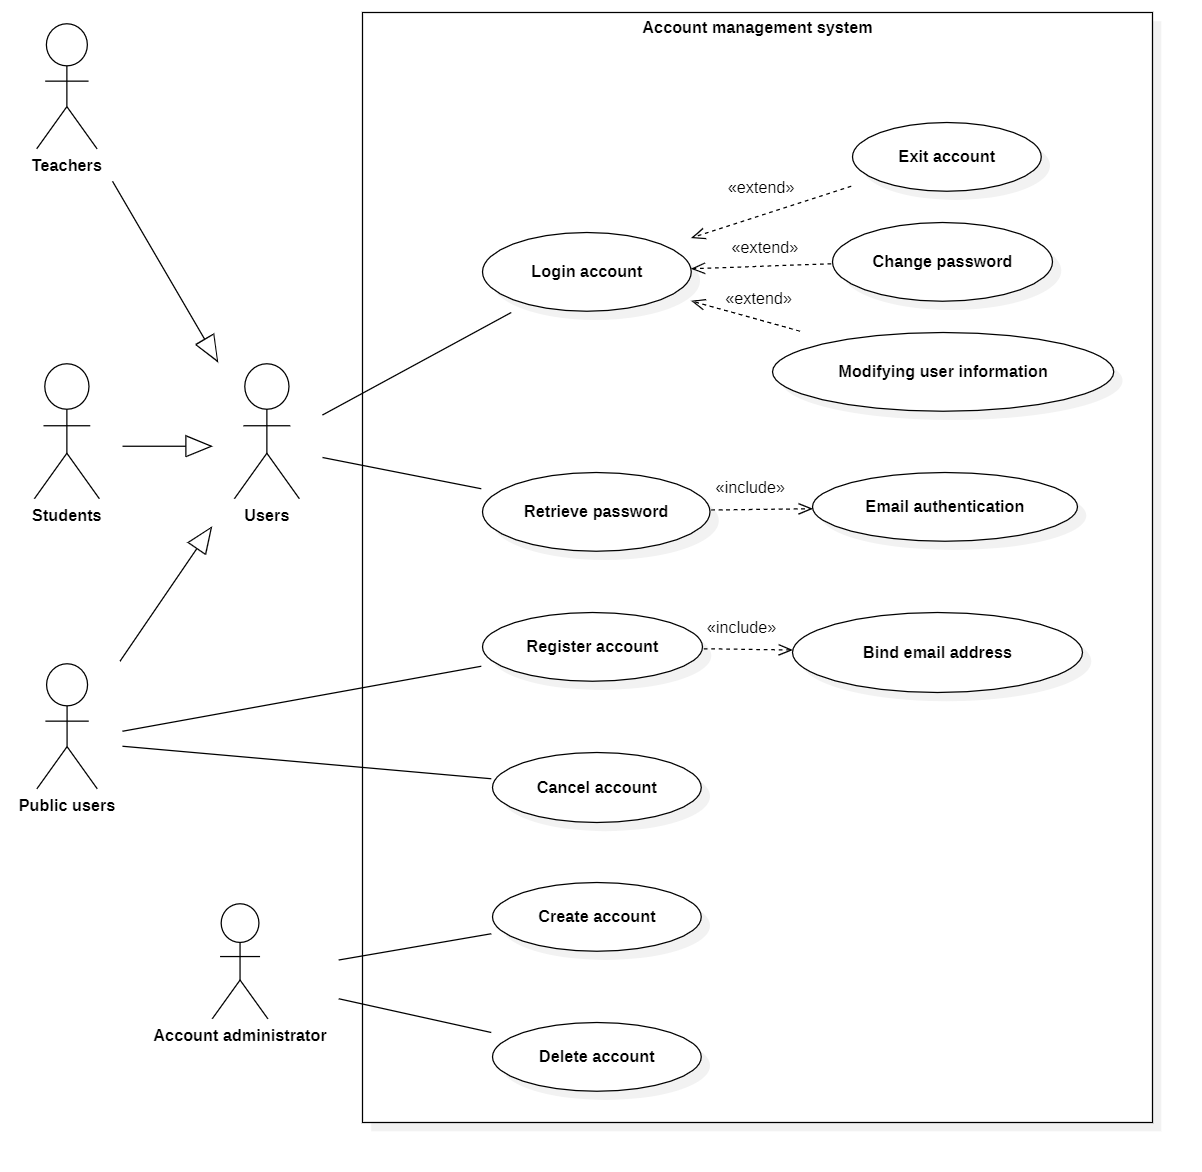 Account management system
Teachers
Exit account
«extend»
Login account
«extend»
Change password
«extend»
Modifying user information
Students
Users
Retrieve password
«include»
Email authentication
Register account
«include»
Bind email address
Public users
Cancel account
Create account
Account administrator
Delete account